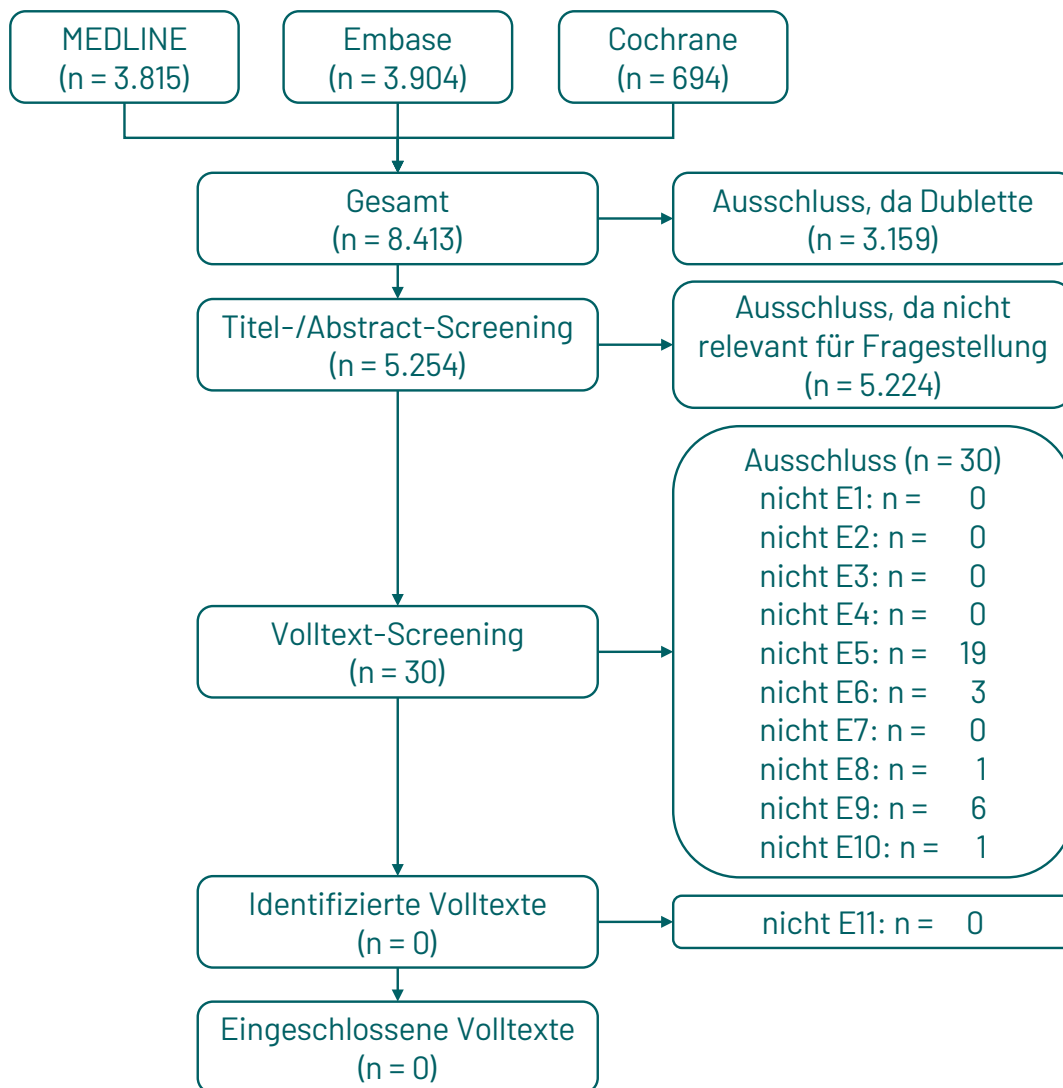 MEDLINE
(n = 3.815)
Embase
(n = 3.904)
Cochrane
(n = 694)
Gesamt
(n = 8.413)
Ausschluss, da Dublette
(n = 3.159)
Titel-/Abstract-Screening
(n = 5.254)
Ausschluss, da nicht
relevant für Fragestellung
(n = 5.224)
Volltext-Screening
(n = 30)
Ausschluss (n = 30)
nicht E1: n = 0
nicht E2: n = 0
nicht E3: n = 0
nicht E4: n = 0
nicht E5: n = 19
nicht E6: n = 3
nicht E7: n = 0
nicht E8: n = 1
nicht E9: n = 6
nicht E10: n = 1
Identifizierte Volltexte
(n = 0)
nicht E11: n = 0
Eingeschlossene Volltexte
(n = 0)